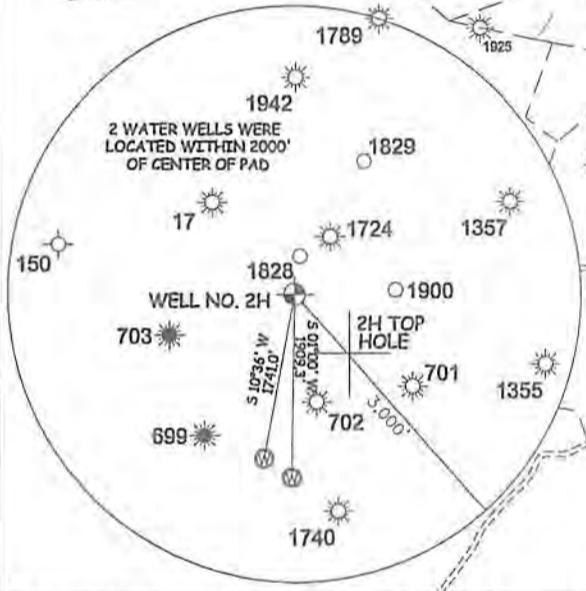 1789
1925
1942
2 WATER WELLS WERE
LOCATED WITHIN 2000'
OF CENTER OF PAD
1829
17
1724
1357
150
1828
WELL NO. 2H
1900
2H TOP
HOLE
703
S 10°36' W
1741.0'
S 01°00' W
1909.3'
701
1355
702
3,000'
699
W
W
1740